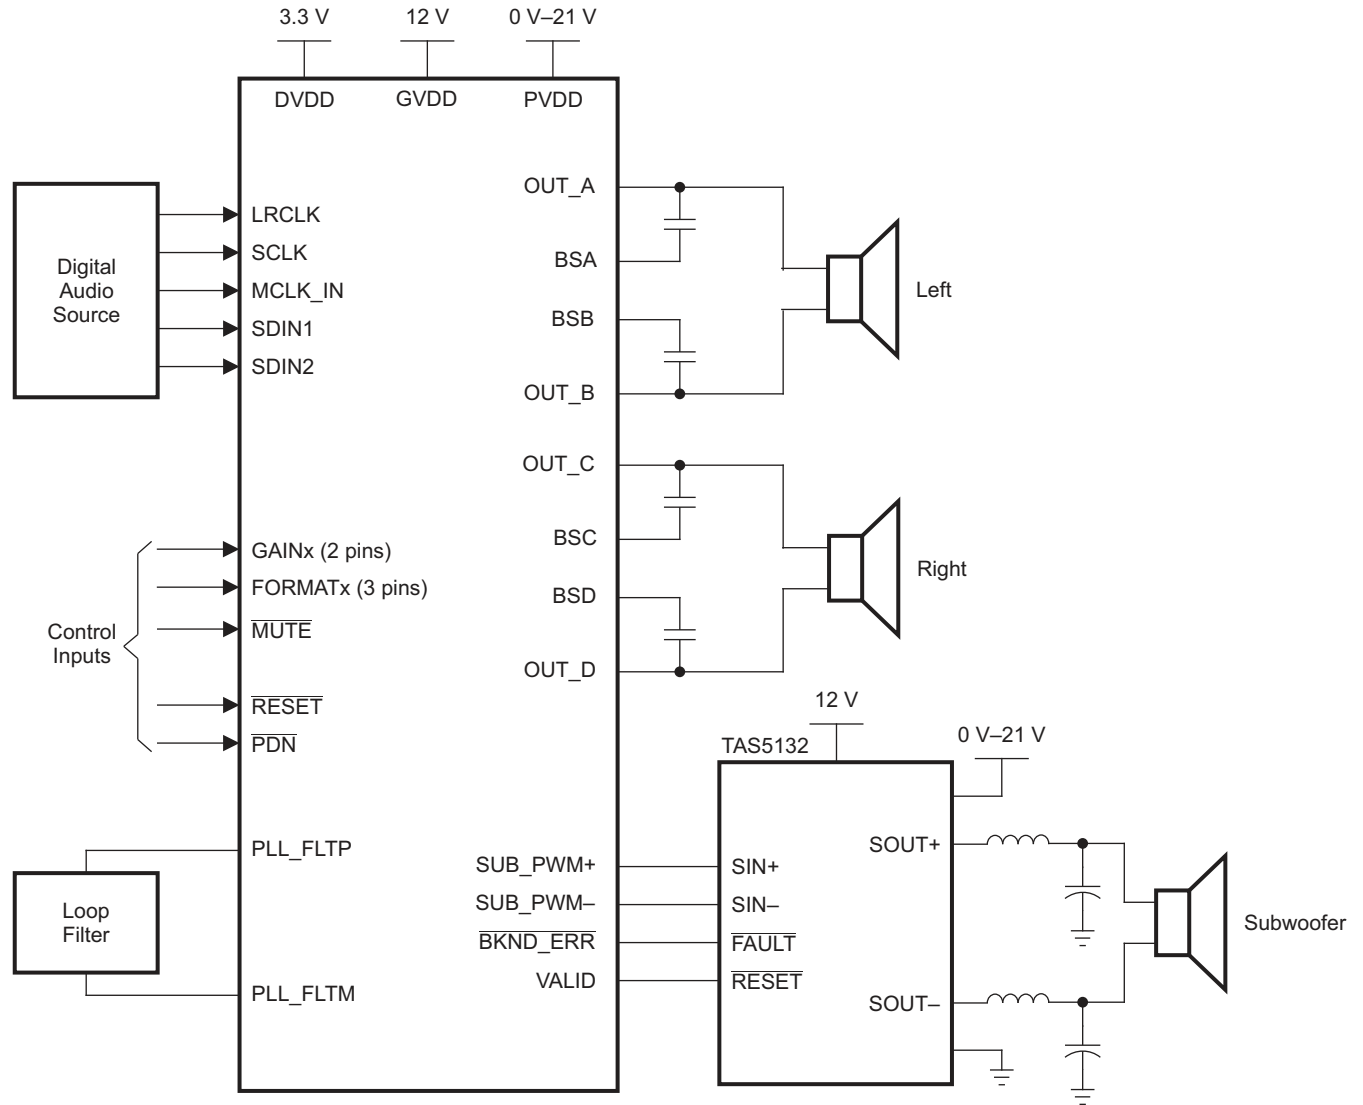 3.3 V
12 V
0 V–21 V
DVDD
GVDD
PVDD
Digital
Audio
Source
LRCLK
SCLK
MCLK_IN
SDIN1
SDIN2
OUT_A
BSA
BSB
OUT_B
Left
OUT_C
BSC
BSD
OUT_D
Right
Control
Inputs
GAINx (2 pins)
FORMATx (3 pins)
MUTE
RESET
PDN
Loop
Filter
PLL_FLTP
PLL_FLTM
SUB_PWM+
SUB_PWM–
BKND_ERR
VALID
12 V
0 V–21 V
TAS5132
SIN+
SIN–
FAULT
RESET
SOUT+
SOUT–
Subwoofer